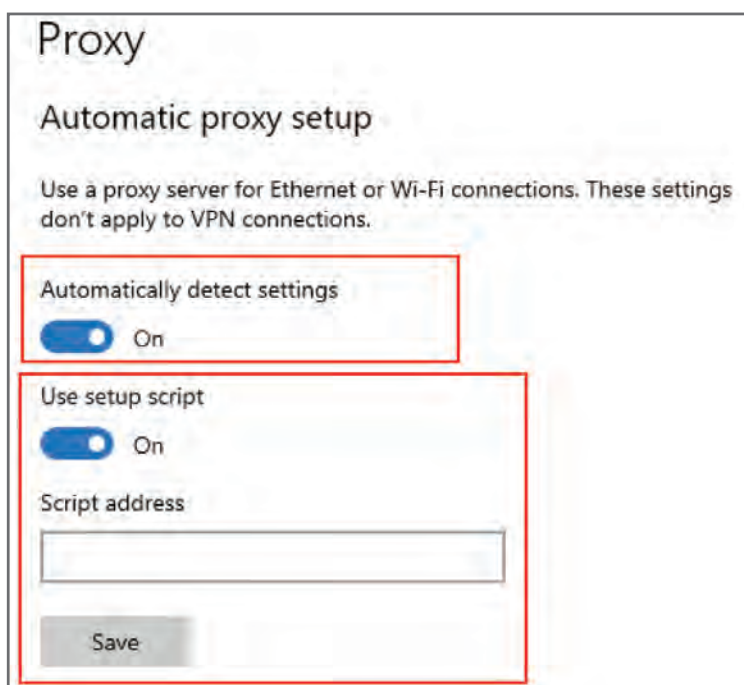 Proxy
Automatic proxy setup
Use a proxy server for Ethernet or Wi-Fi connections. These settings
don't apply to VPN connections.
Automatically detect settings
On
Use setup script
On
Script address
Save